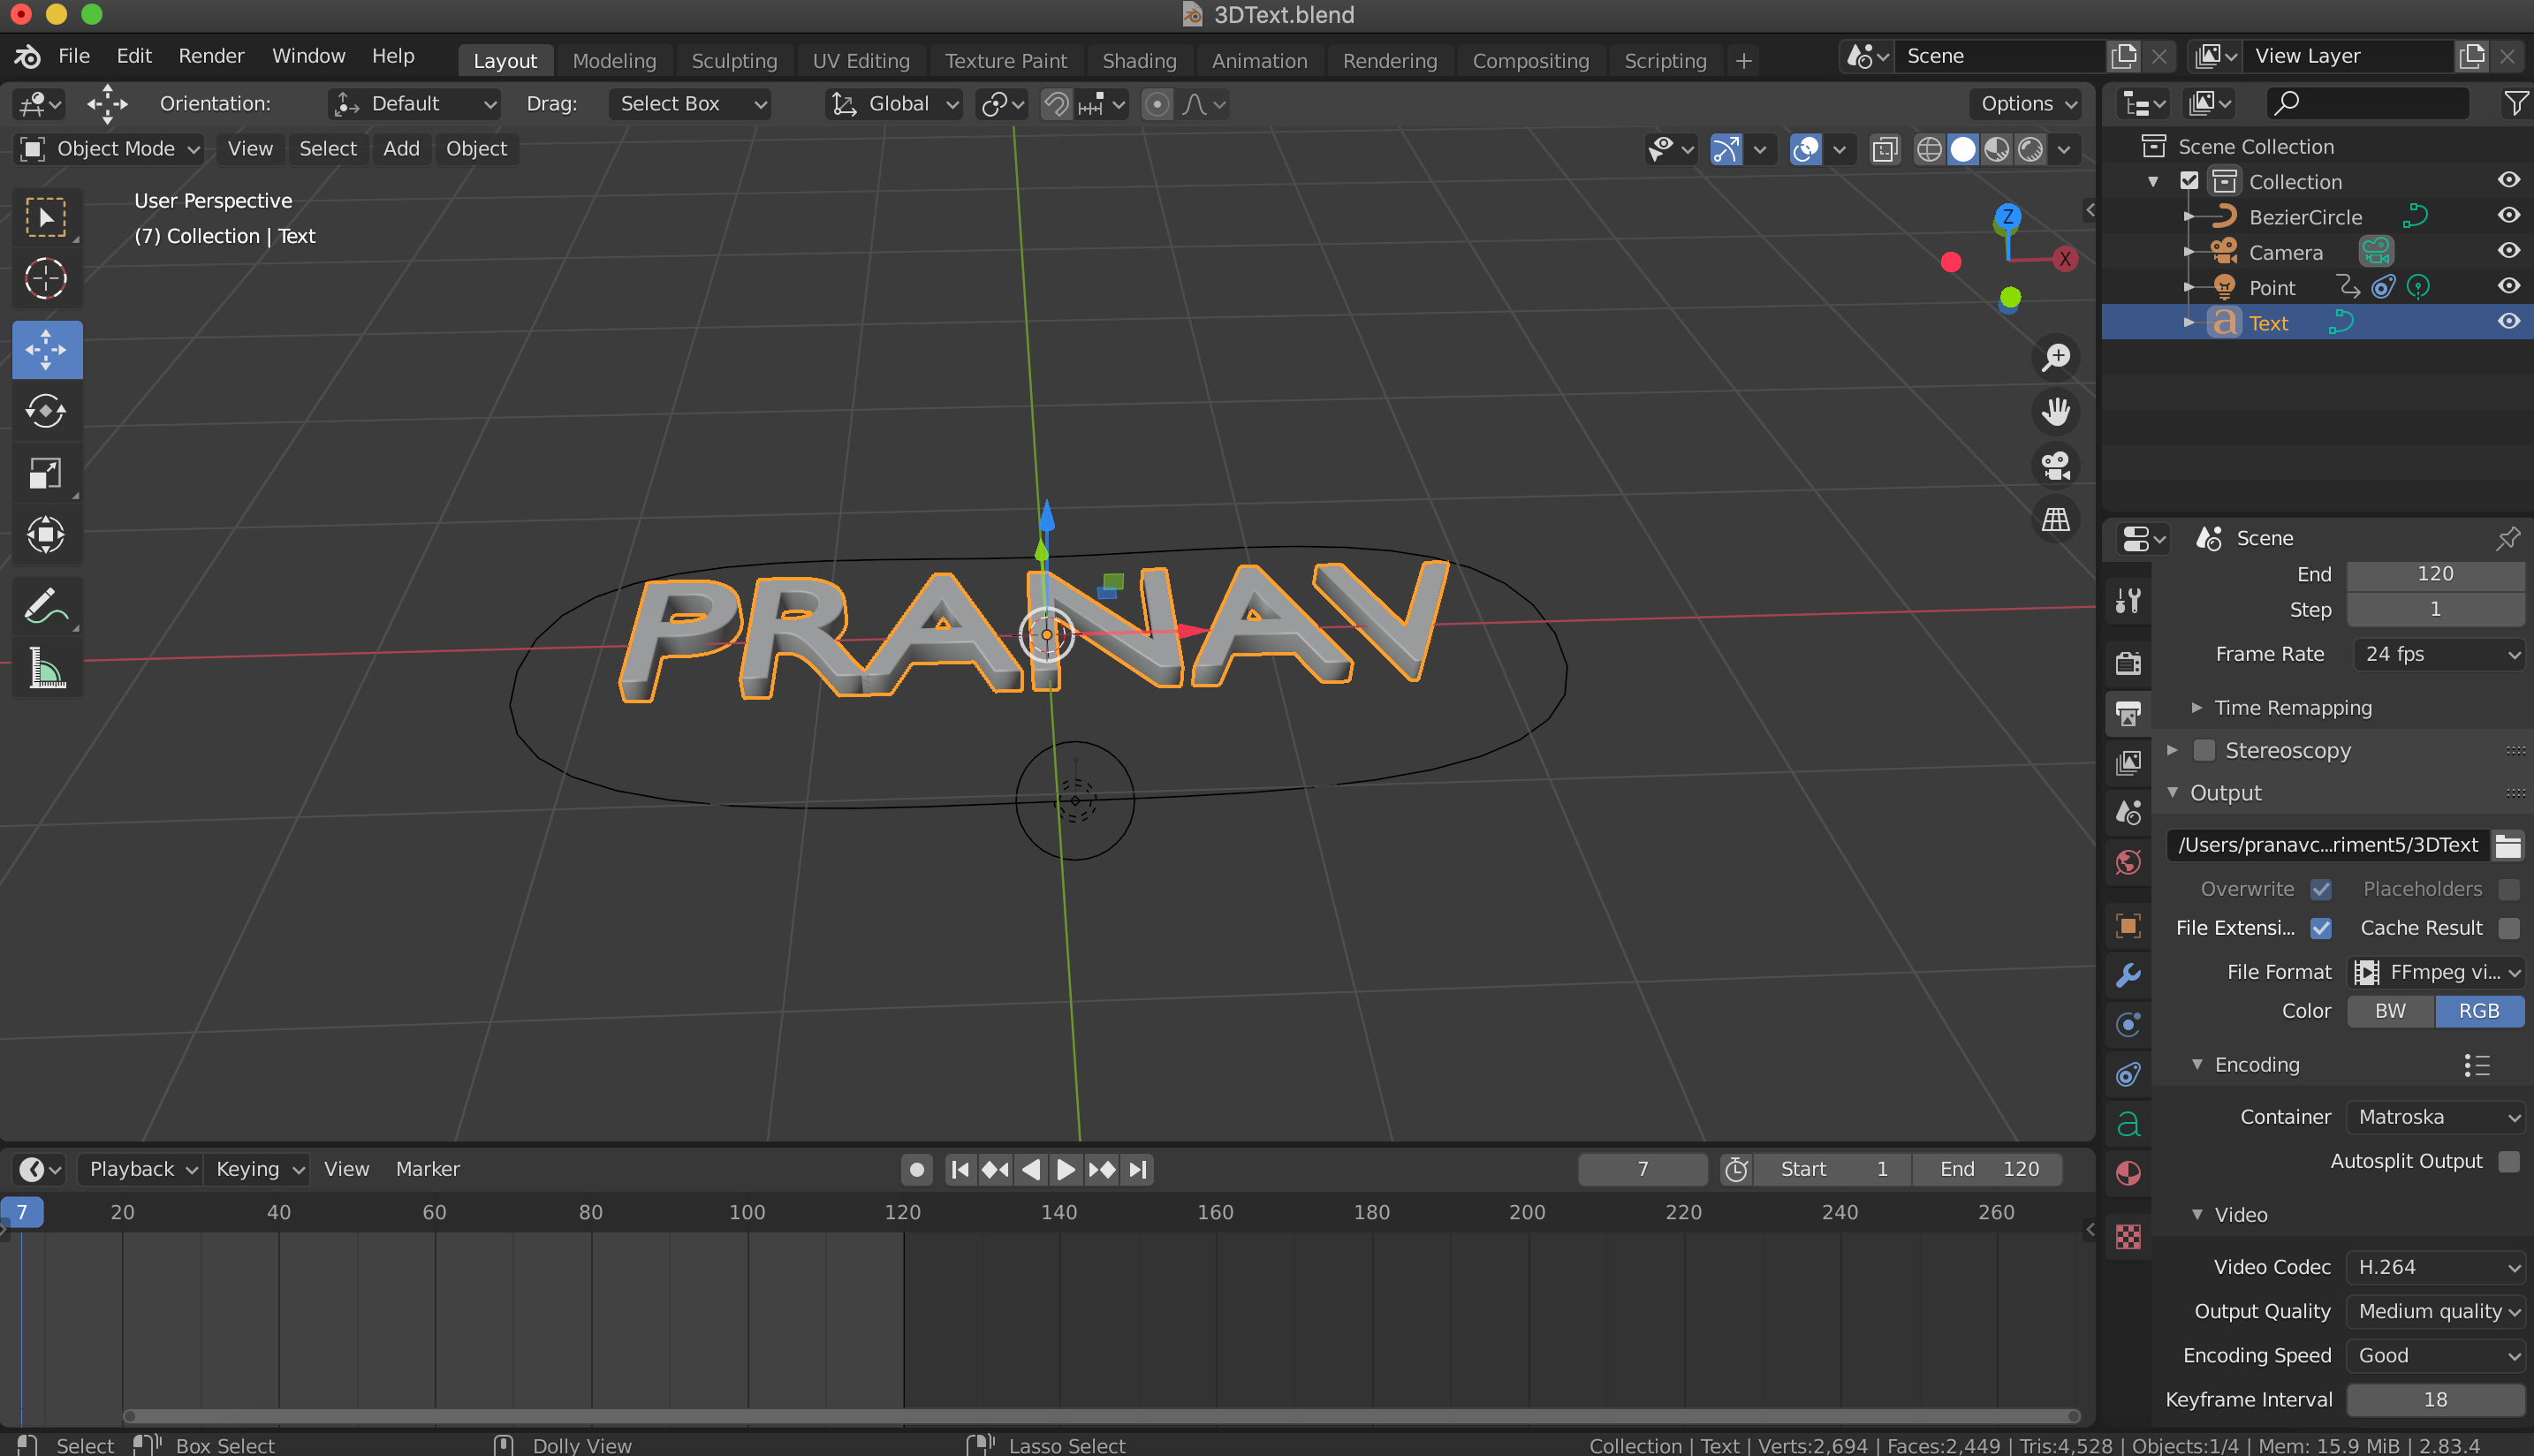 3DText.blend
File Edit Render Window Help Layout Modeling Sculpting UV Editing Texture Paint Shading Animation Rendering Compositing Scripting + Scene View Layer
Orientation: Default Drag: Select Box Global Options
Object Mode View Select Add Object
User Perspective
(7) Collection | Text
Z
X
PRANAV
Scene Collection
Collection
BezierCircle
Camera
Point
a Text
Scene
End 120
Step 1
Frame Rate 24 fps
Time Remapping
Stereoscopy
Output
/Users/pranavc...riment5/3DText
Overwrite Placeholders
File Extensi... Cache Result
File Format FFmpeg vi...
Color BW RGB
Encoding
Container Matroska
Autosplit Output
Video
Video Codec H.264
Output Quality Medium quality
Encoding Speed Good
Keyframe Interval 18
a
Playback Keying View Marker 7 Start 1 End 120
7 20 40 60 80 100 120 140 160 180 200 220 240 260
Select Box Select Dolly View Lasso Select Collection | Text | Verts:2,694 | Faces:2,449 | Tris:4,528 | Objects:1/4 | Mem: 15.9 MiB | 2.83.4